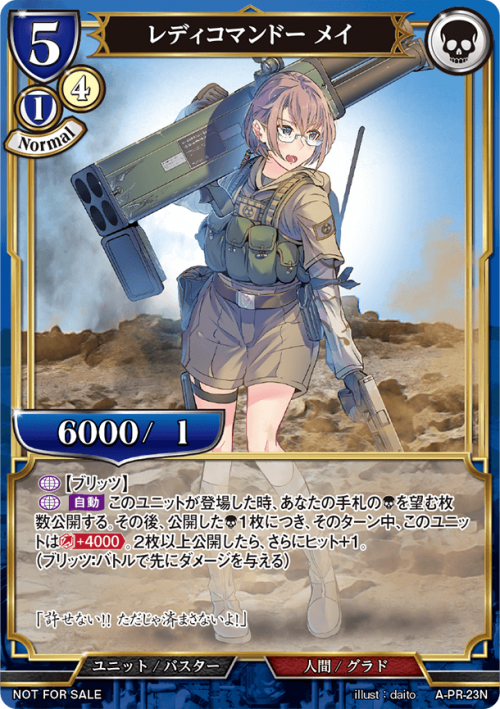 5
レディコマンドー メイ
1
4
Normal
6000/ 1
【ブリッツ】
自動 このユニットが登場した時、あなたの手札の💀を望む枚
数公開する。その後、公開した💀1枚につき、そのターン中、このユニッ
トは+4000。2枚以上公開したら、さらにヒット+1。
(ブリッツ:バトルで先にダメージを与える)
「許せない!! ただじゃ済まさないよ!」
ユニット / バスター
人間 / グラド
NOT FOR SALE
illust : daito
A-PR-23N